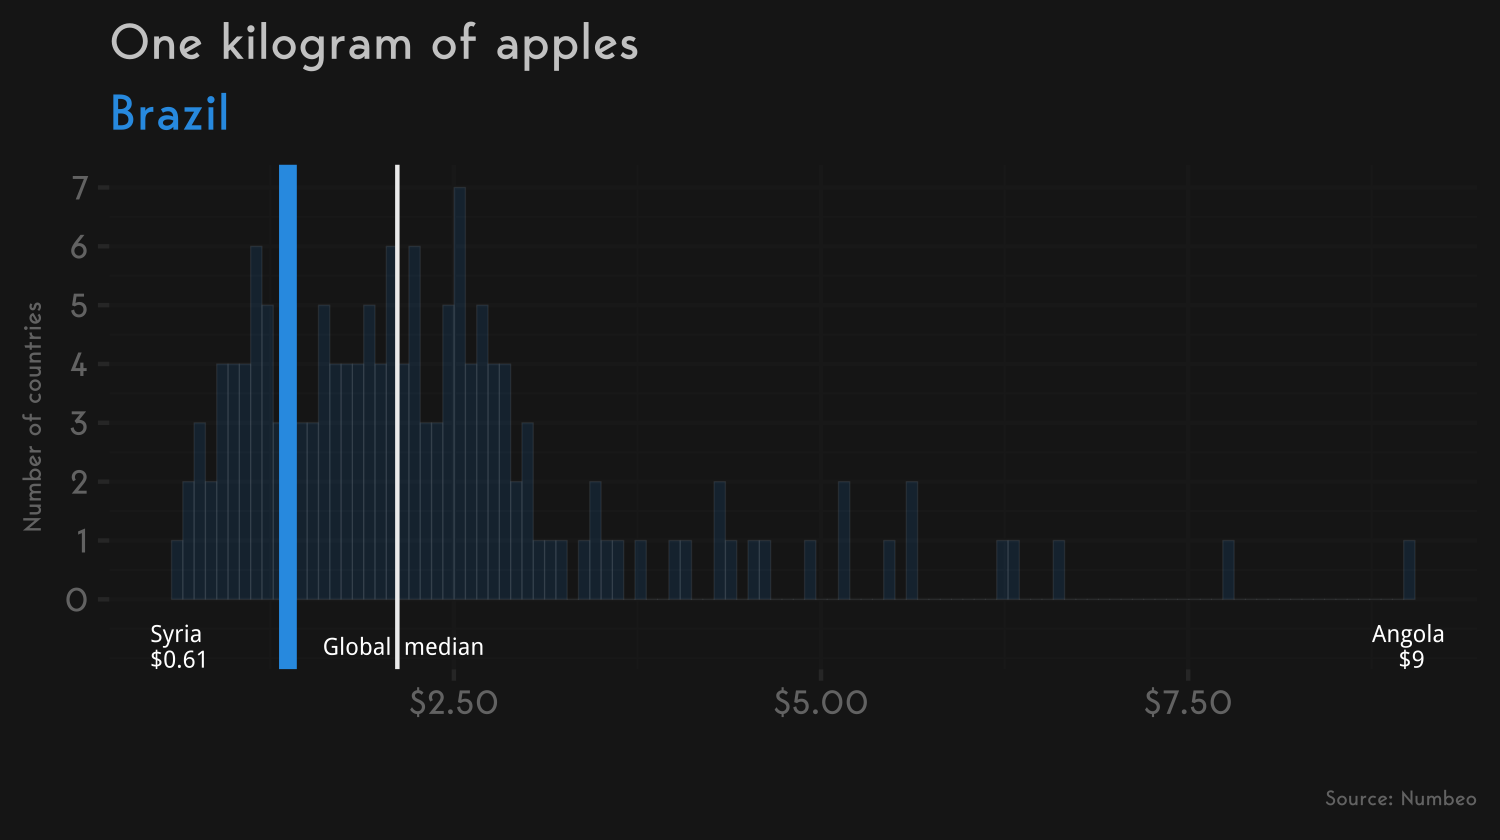 One kilogram of apples
Brazil
Number of countries
7
6
5
4
3
2
1
0
Syria
$0.61
Global median
Angola
$9
$2.50
$5.00
$7.50
Source: Numbeo